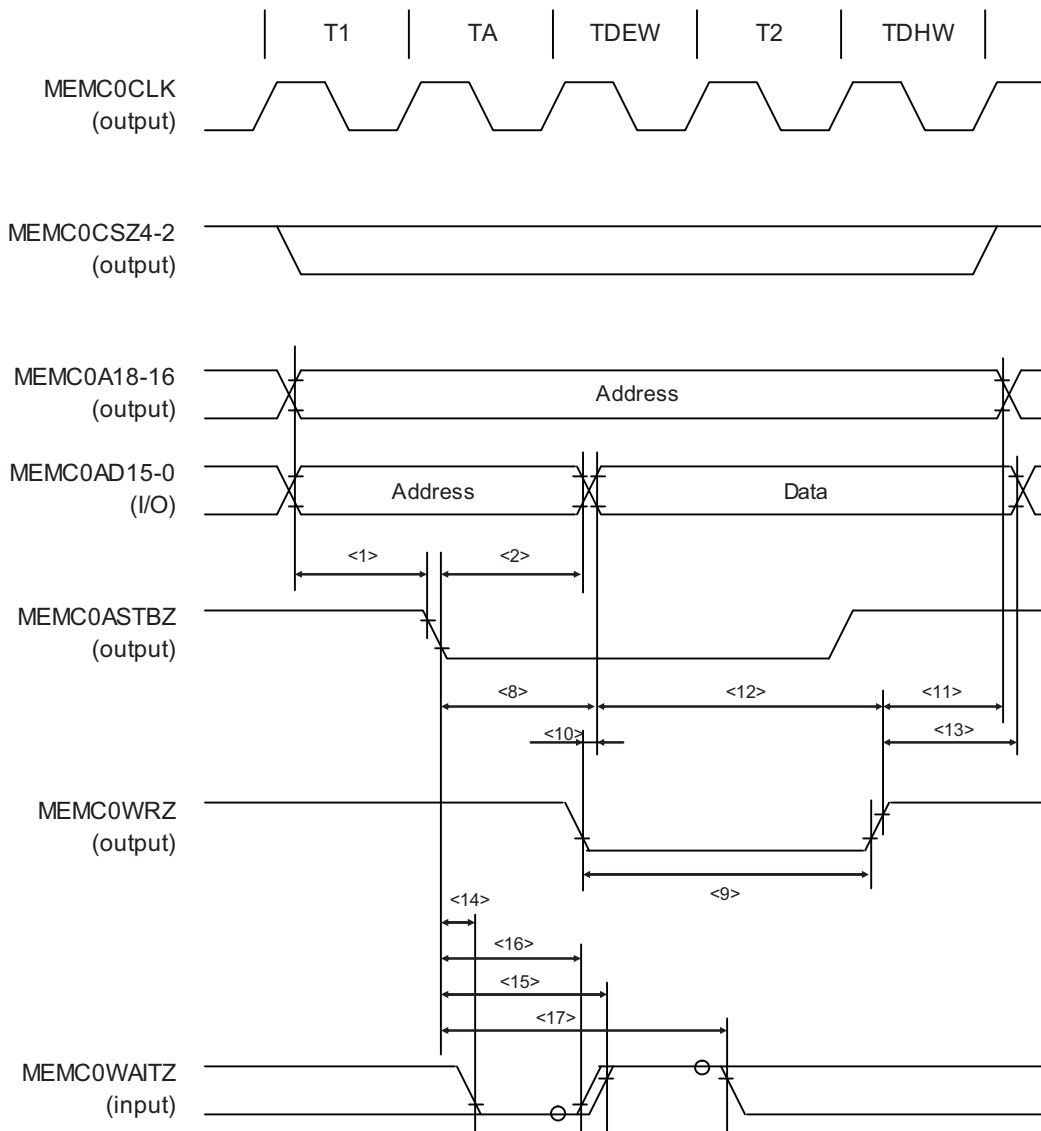 T1 TA TDEW T2 TDHW
MEMC0CLK
(output)
MEMC0CSZ4-2
(output)
MEMC0A18-16
(output)
Address
MEMC0AD15-0
(I/O)
Address Data
<1> <2>
MEMC0ASTBZ
(output)
<8> <12> <11>
<10> <13>
MEMC0WRZ
(output)
<9>
<14>
<16>
<15>
<17>
MEMC0WAITZ
(input)